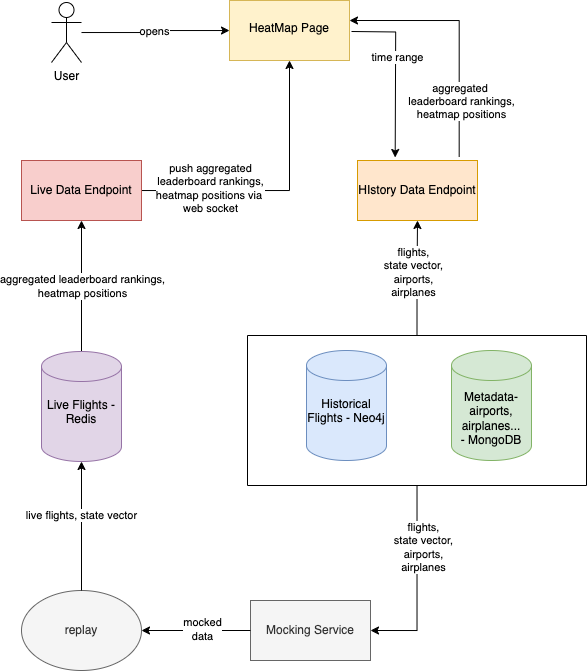 HeatMap Page
opens
User
time range
aggregated
leaderboard rankings,
heatmap positions
push aggregated
leaderboard rankings,
heatmap positions via
web socket
Live Data Endpoint
HIstory Data Endpoint
flights,
state vector,
airports,
airplanes
aggregated leaderboard rankings,
heatmap positions
Live Flights -
Redis
Historical
Flights - Neo4j
Metadata-
airports,
airplanes...
- MongoDB
live flights, state vector
flights,
state vector,
airports,
airplanes
replay
mocked
data
Mocking Service